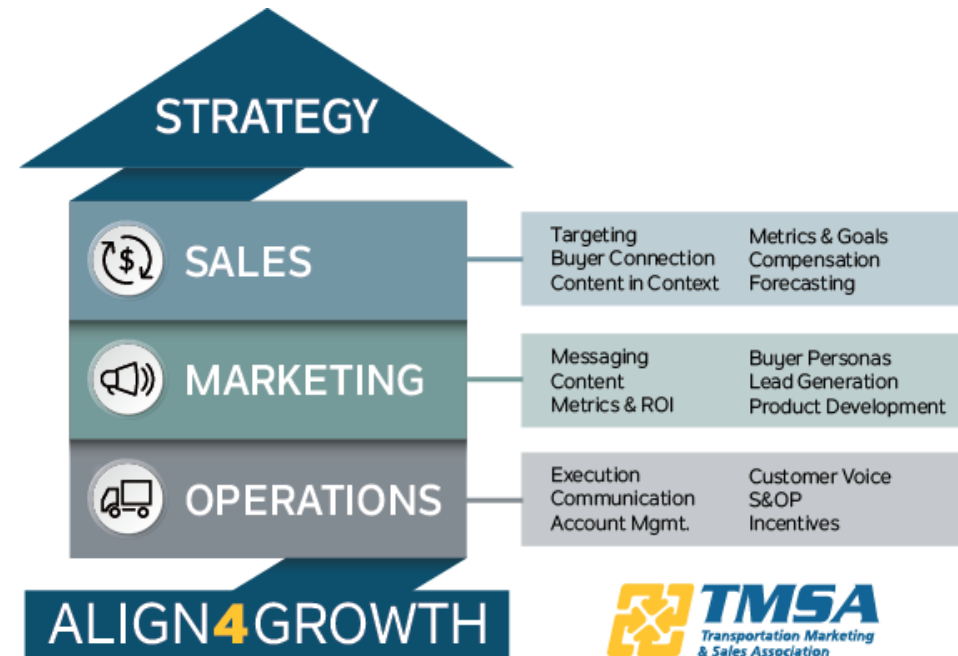 STRATEGY
SALES
Targeting
Buyer Connection
Content in Context
Metrics & Goals
Compensation
Forecasting
MARKETING
Messaging
Content
Metrics & ROI
Buyer Personas
Lead Generation
Product Development
OPERATIONS
Execution
Communication
Account Mgmt.
Customer Voice
S&OP
Incentives
ALIGN4GROWTH
TMSA
Transportation Marketing
& Sales Association